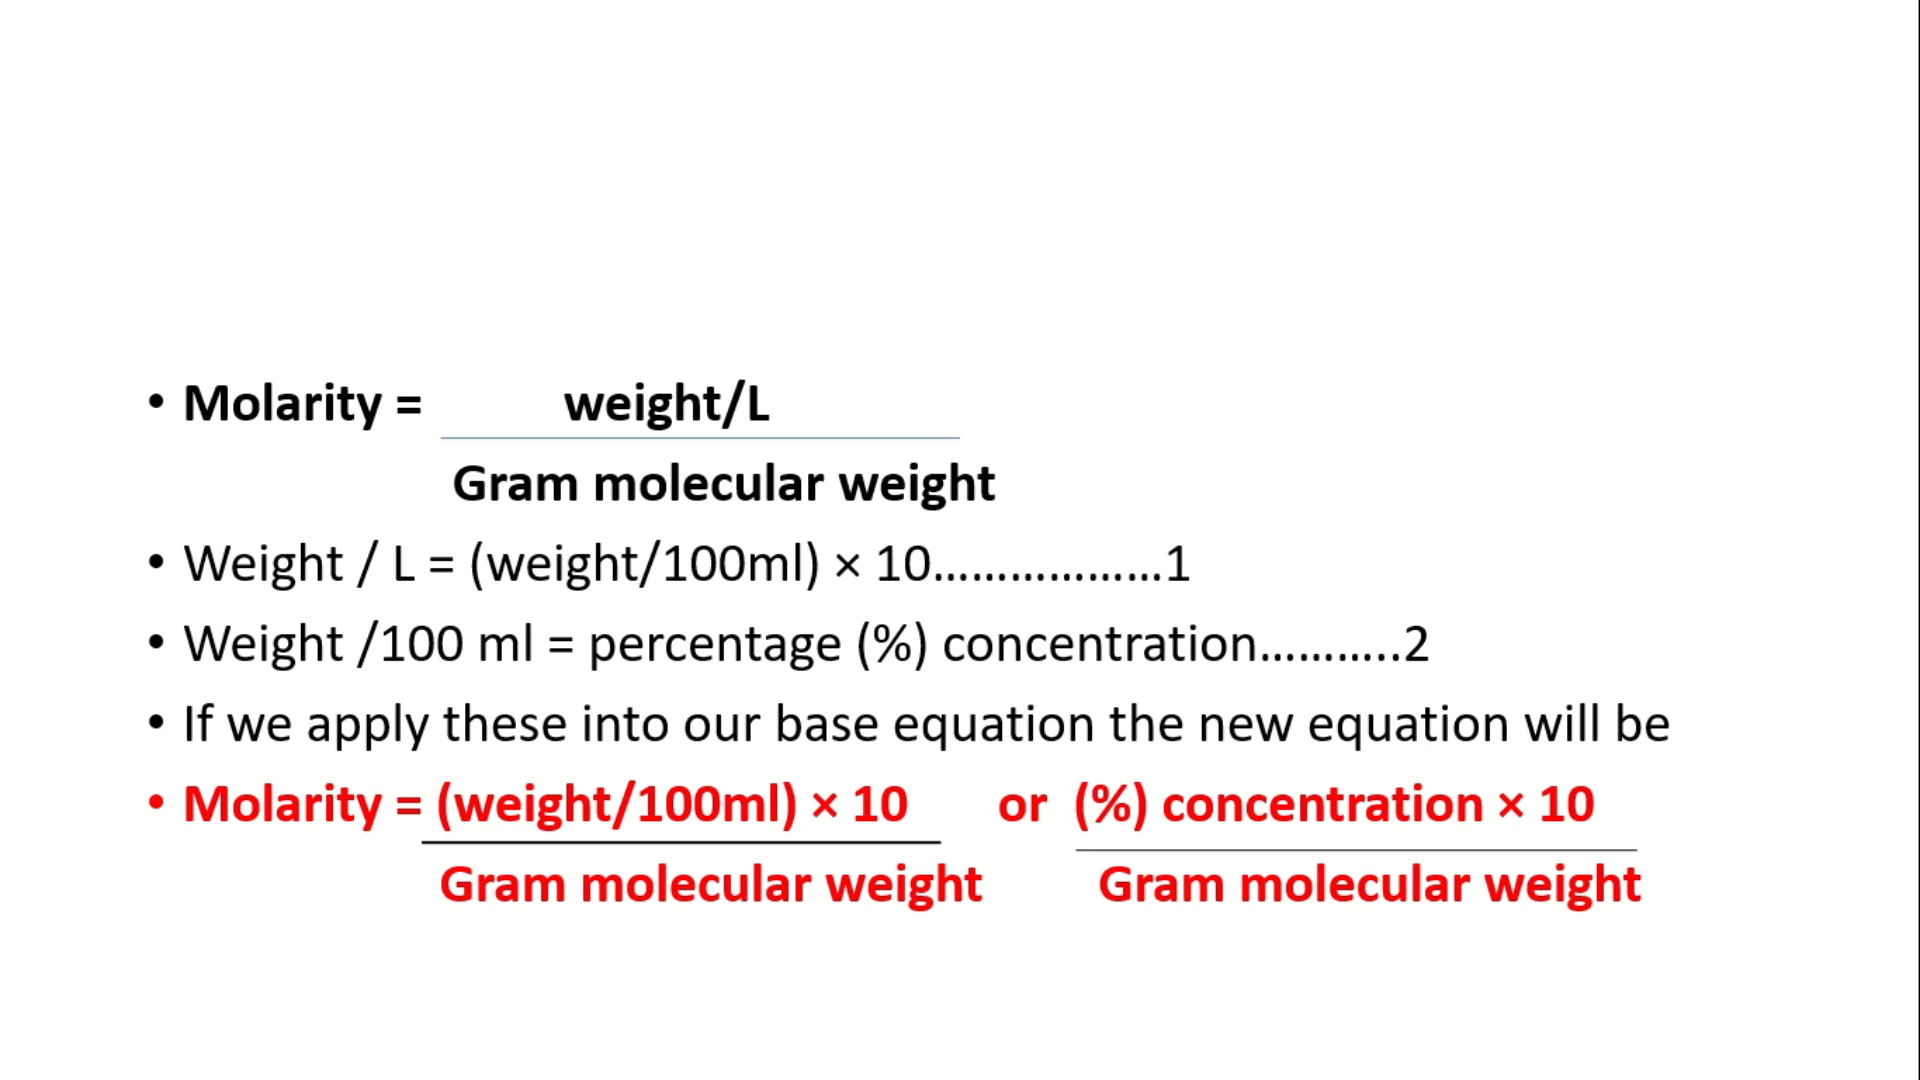 • Molarity = weight/L
Gram molecular weight
• Weight / L = (weight/100ml) × 10………………1
• Weight /100 ml = percentage (%) concentration………..2
• If we apply these into our base equation the new equation will be
• Molarity = (weight/100ml) × 10 or (%) concentration × 10
Gram molecular weight Gram molecular weight